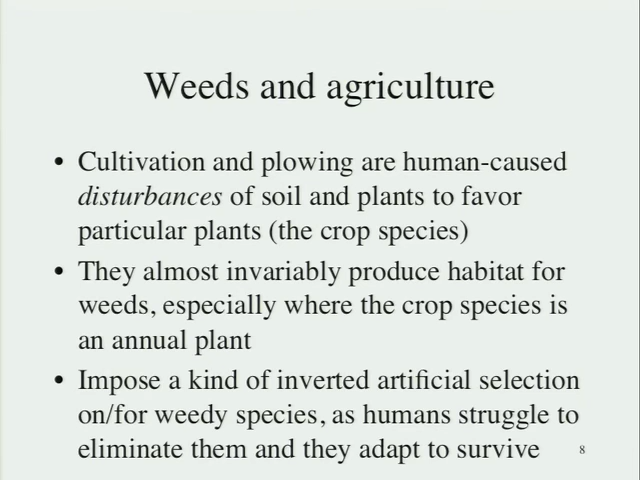 Weeds and agriculture
• Cultivation and plowing are human-caused
disturbances of soil and plants to favor
particular plants (the crop species)
• They almost invariably produce habitat for
weeds, especially where the crop species is
an annual plant
• Impose a kind of inverted artificial selection
on/for weedy species, as humans struggle to
eliminate them and they adapt to survive
8